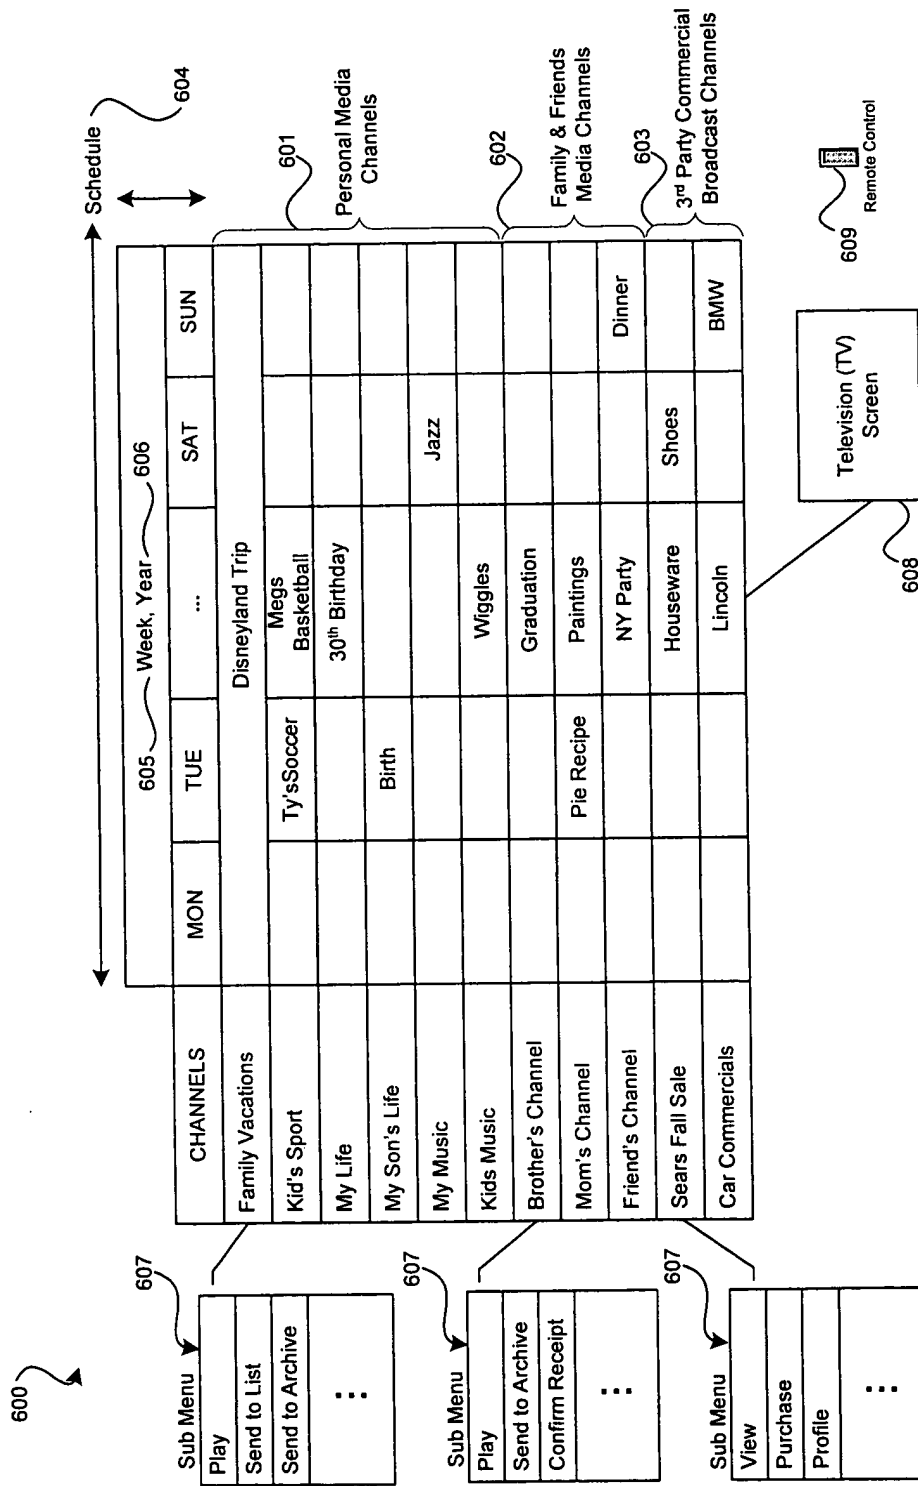 600
Schedule
604
605 Week, Year 606
CHANNELS MON TUE ... SAT SUN
Family Vacations Disneyland Trip
Kid's Sport Ty'sSoccer Megs Basketball
My Life 30th Birthday
My Son's Life Birth
My Music Jazz
Kids Music Wiggles
Brother's Channel Graduation
Mom's Channel Pie Recipe Paintings
Friend's Channel NY Party Dinner
Sears Fall Sale Houseware Shoes
Car Commercials Lincoln BMW
601
Personal Media
Channels
602
Family & Friends
Media Channels
603
3rd Party Commercial
Broadcast Channels
Sub Menu
607
Play
Send to List
Send to Archive
⋮
Sub Menu
607
Play
Send to Archive
Confirm Receipt
⋮
Sub Menu
607
View
Purchase
Profile
⋮
Television (TV)
Screen
608
609
Remote Control